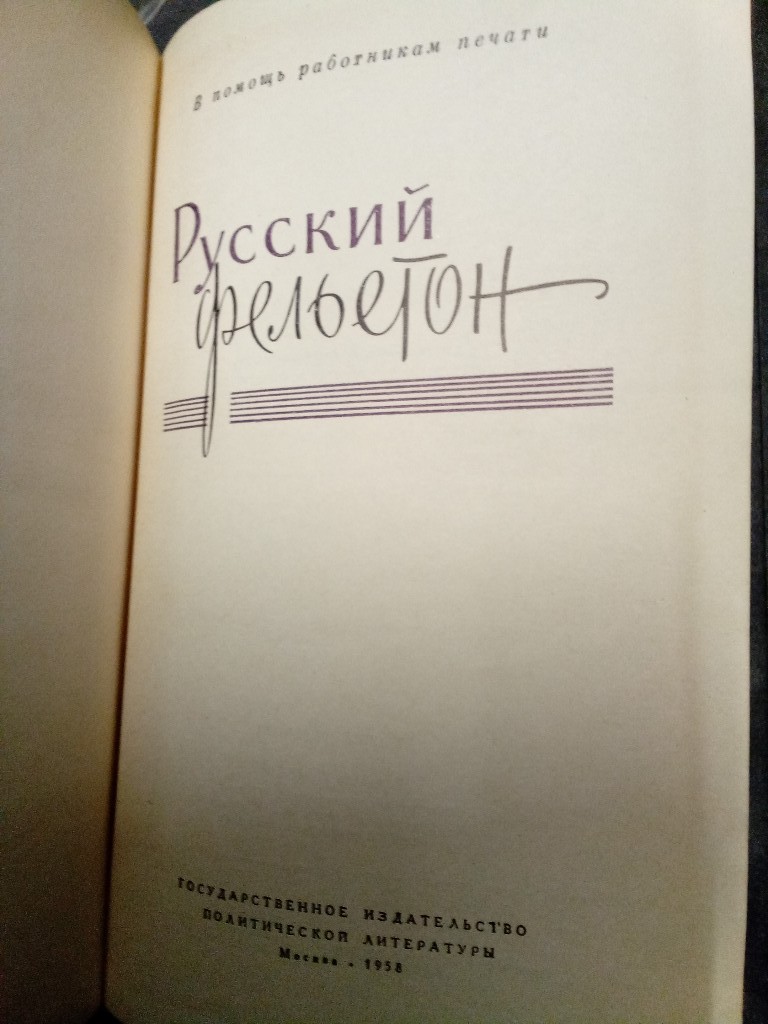 В помощь работникам печати
Русский
фельетон
ГОСУДАРСТВЕННОЕ ИЗДАТЕЛЬСТВО
ПОЛИТИЧЕСКОЙ ЛИТЕРАТУРЫ
Москва • 1958